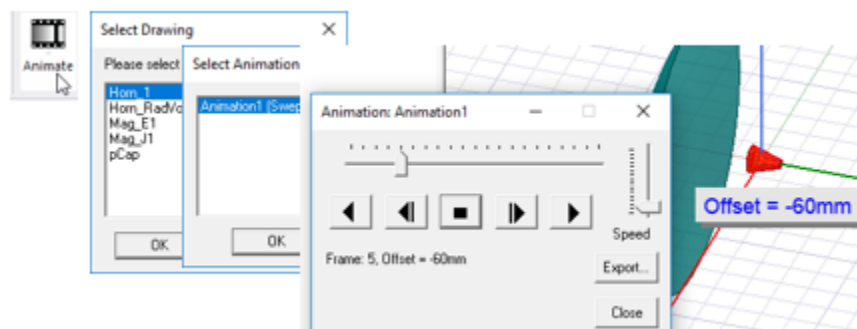 Animate
Select Drawing
Please select
Horn_1
Horn_RadVo
Mag_E1
Mag_J1
pCap
OK
Select Animation
Animation1 (Swep
OK
Animation: Animation1
Speed
Frame: 5, Offset = -60mm
Export...
Close
Offset = -60mm